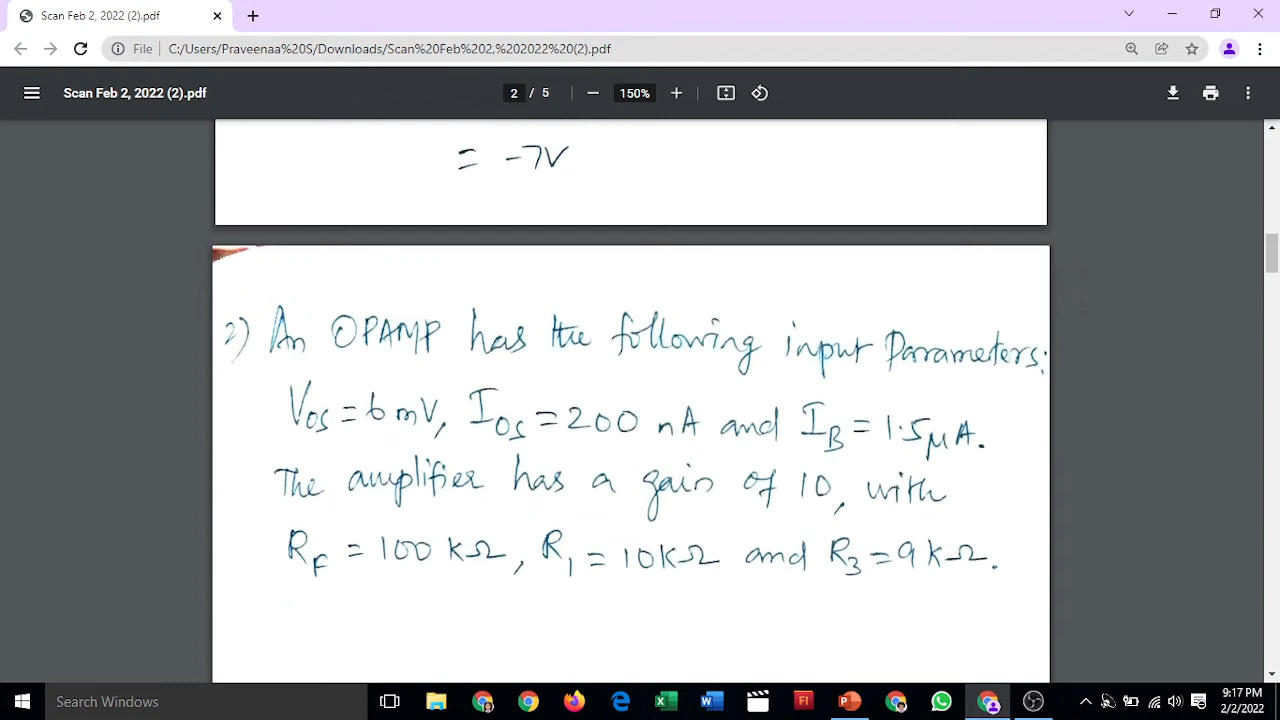 Scan Feb 2, 2022 (2).pdf
File C:/Users/Praveenaa%20S/Downloads/Scan%20Feb%202,%202022%20(2).pdf
Scan Feb 2, 2022 (2).pdf 2 / 5 150%
= -7V
2) An OPAMP has the following input Parameters:
VOS = 6 mV, IOS = 200 nA and IB = 1.5μA.
The amplifier has a gain of 10, with
RF = 100 KΩ, R1 = 10KΩ and R3 = 9 KΩ.
Search Windows
9:17 PM
2/2/2022